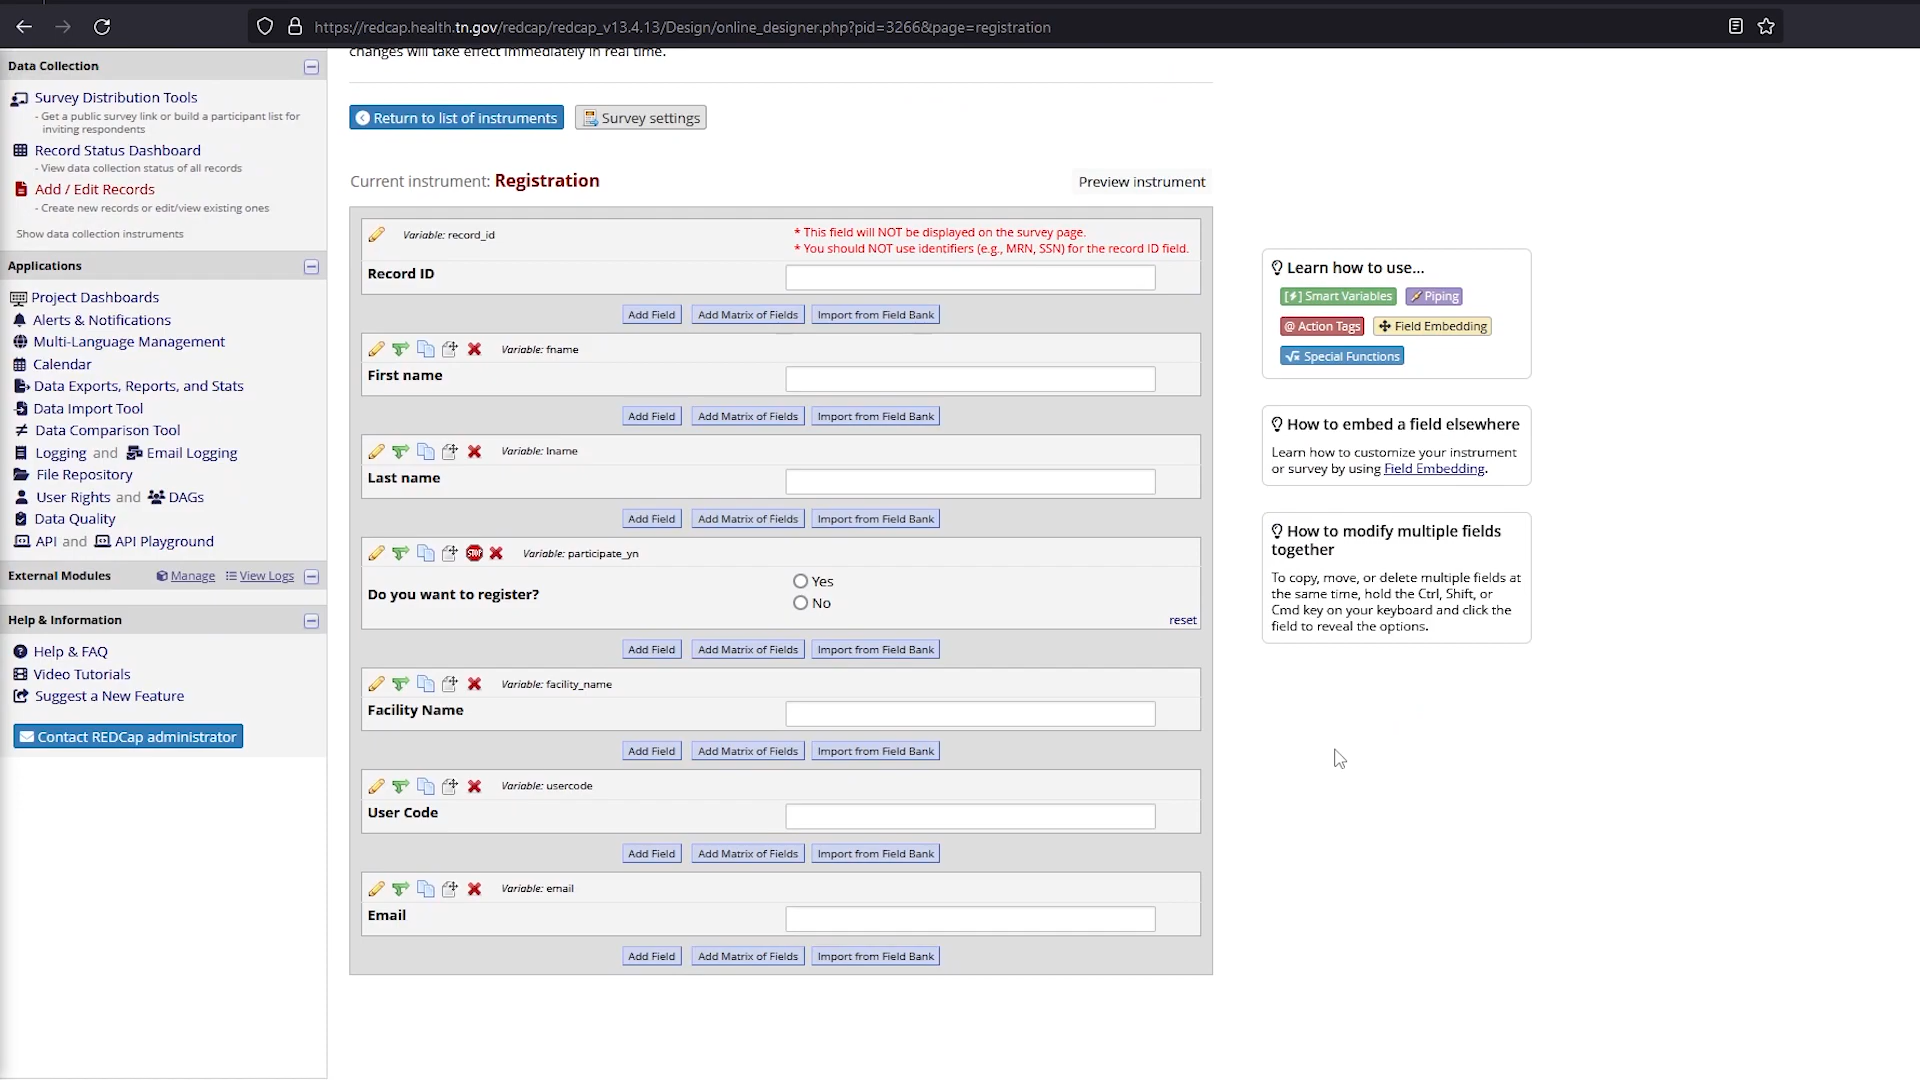 https://redcap.health.tn.gov/redcap/redcap_v13.4.13/Design/online_designer.php?pid=3266&page=registration
Data Collection
Survey Distribution Tools
- Get a public survey link or build a participant list for
inviting respondents
Record Status Dashboard
- View data collection status of all records
Add / Edit Records
- Create new records or edit/view existing ones
Show data collection instruments
Applications
Project Dashboards
Alerts & Notifications
Multi-Language Management
Calendar
Data Exports, Reports, and Stats
Data Import Tool
Data Comparison Tool
Logging and Email Logging
File Repository
User Rights and DAGs
Data Quality
API and API Playground
External Modules Manage View Logs
Help & Information
Help & FAQ
Video Tutorials
Suggest a New Feature
Contact REDCap administrator
changes will take effect immediately in real time.
Return to list of instruments Survey settings
Current instrument: Registration Preview instrument
Variable: record_id
* This field will NOT be displayed on the survey page.
* You should NOT use identifiers (e.g., MRN, SSN) for the record ID field.
Record ID
Add Field Add Matrix of Fields Import from Field Bank
Variable: fname
First name
Add Field Add Matrix of Fields Import from Field Bank
Variable: lname
Last name
Add Field Add Matrix of Fields Import from Field Bank
STOP Variable: participate_yn
Do you want to register?
Yes
No
reset
Add Field Add Matrix of Fields Import from Field Bank
Variable: facility_name
Facility Name
Add Field Add Matrix of Fields Import from Field Bank
Variable: usercode
User Code
Add Field Add Matrix of Fields Import from Field Bank
Variable: email
Email
Add Field Add Matrix of Fields Import from Field Bank
Learn how to use...
[⚡] Smart Variables Piping
@ Action Tags Field Embedding
√x Special Functions
How to embed a field elsewhere
Learn how to customize your instrument
or survey by using Field Embedding.
How to modify multiple fields
together
To copy, move, or delete multiple fields at
the same time, hold the Ctrl, Shift, or
Cmd key on your keyboard and click the
field to reveal the options.